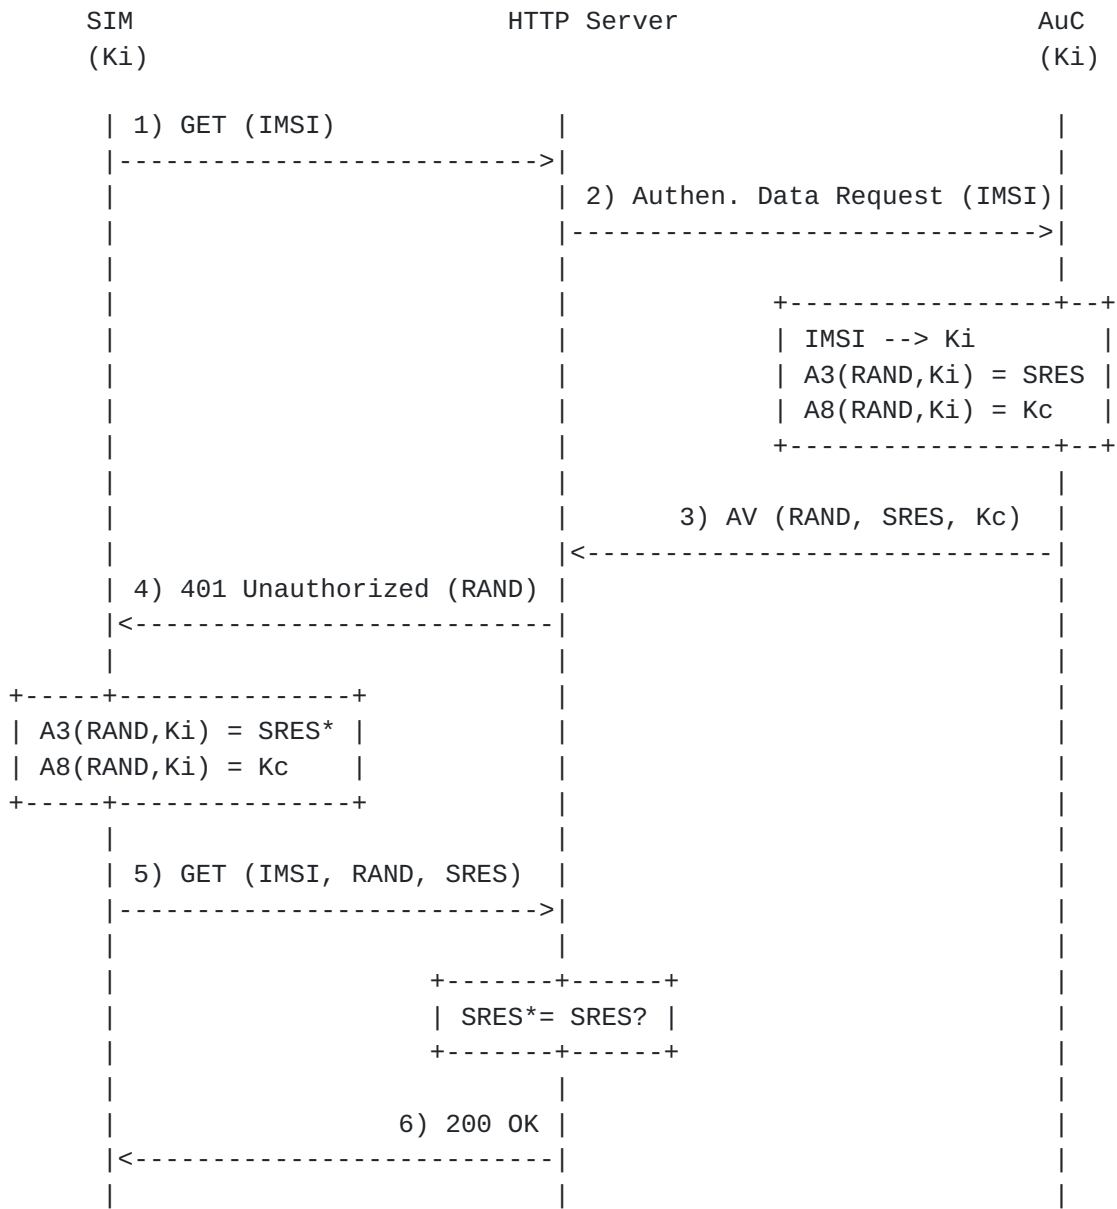 SIM HTTP Server AuC
(Ki) (Ki)
1) GET (IMSI)
2) Authen. Data Request (IMSI)
IMSI --> Ki
A3(RAND,Ki) = SRES
A8(RAND,Ki) = Kc
3) AV (RAND, SRES, Kc)
4) 401 Unauthorized (RAND)
A3(RAND,Ki) = SRES*
A8(RAND,Ki) = Kc
5) GET (IMSI, RAND, SRES)
SRES*= SRES?
6) 200 OK